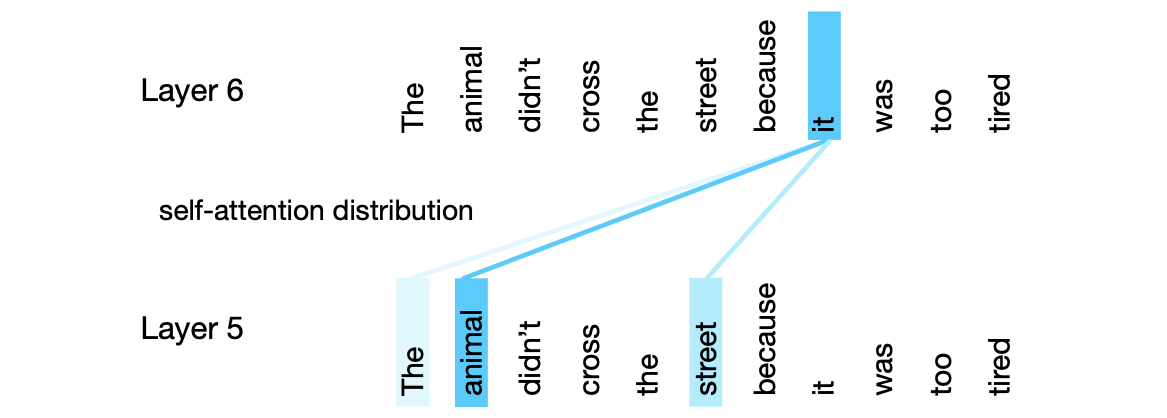 Layer 6 The animal didn’t cross the street because it was too tired
self-attention distribution
Layer 5 The animal didn’t cross the street because it was too tired